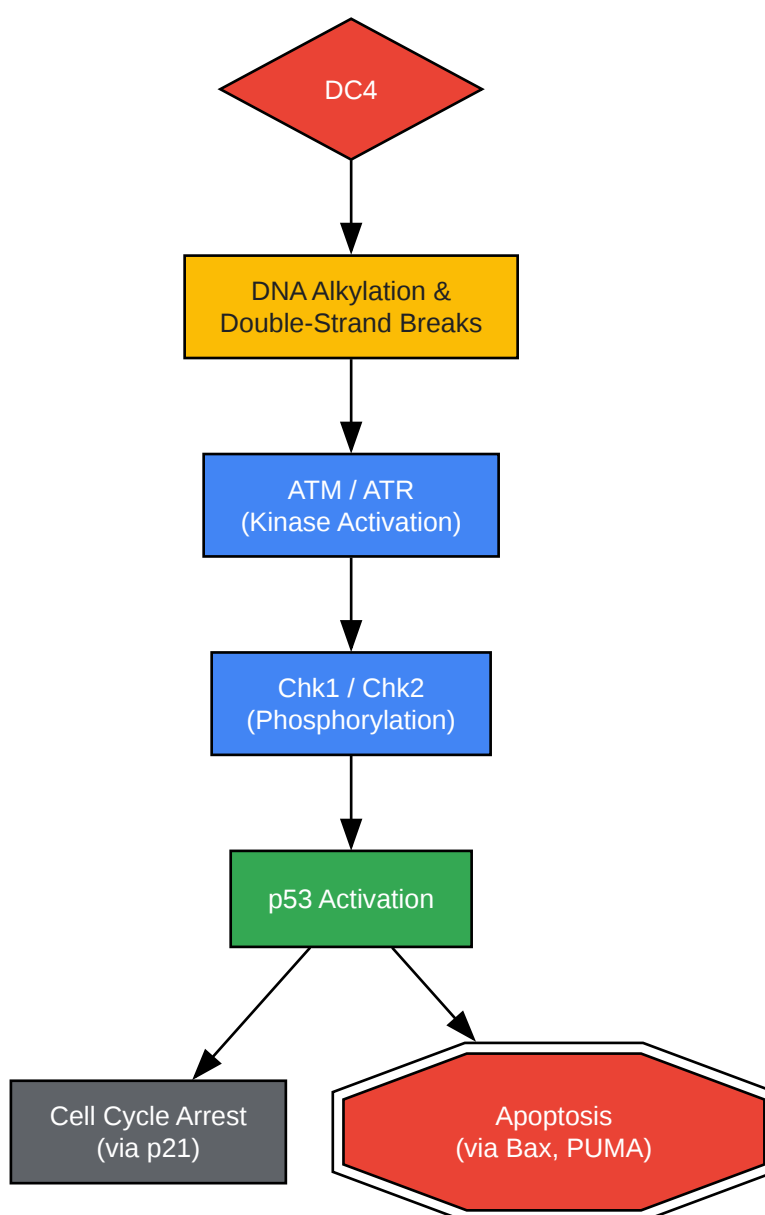 DC4
DNA Alkylation &
Double-Strand Breaks
ATM / ATR
(Kinase Activation)
Chk1 / Chk2
(Phosphorylation)
p53 Activation
Cell Cycle Arrest
(via p21)
Apoptosis
(via Bax, PUMA)